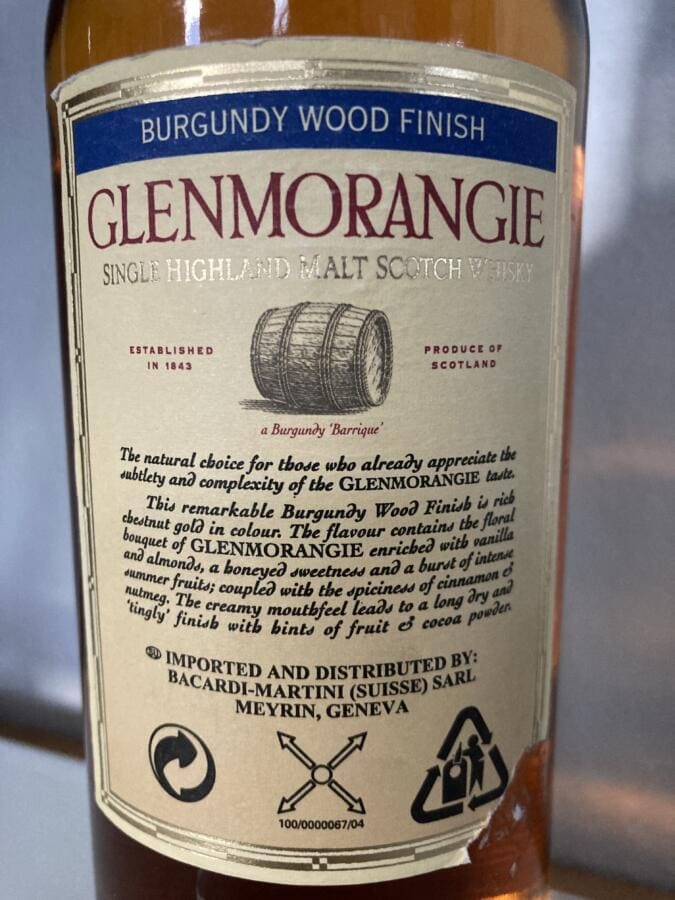 BURGUNDY WOOD FINISH
GLENMORANGIE
SINGLE HIGHLAND MALT SCOTCH WHISKY
ESTABLISHED
IN 1843
PRODUCE OF
SCOTLAND
a Burgundy 'Barrique'
The natural choice for those who already appreciate the
subtlety and complexity of the GLENMORANGIE taste.
This remarkable Burgundy Wood Finish is rich
chestnut gold in colour. The flavour contains the floral
bouquet of GLENMORANGIE enriched with vanilla
and almonds, a honeyed sweetness and a burst of intense
summer fruits; coupled with the spiciness of cinnamon &
nutmeg. The creamy mouthfeel leads to a long dry and
'tingly' finish with hints of fruit & cocoa powder.
IMPORTED AND DISTRIBUTED BY:
BACARDI-MARTINI (SUISSE) SARL
MEYRIN, GENEVA
100/0000067/04